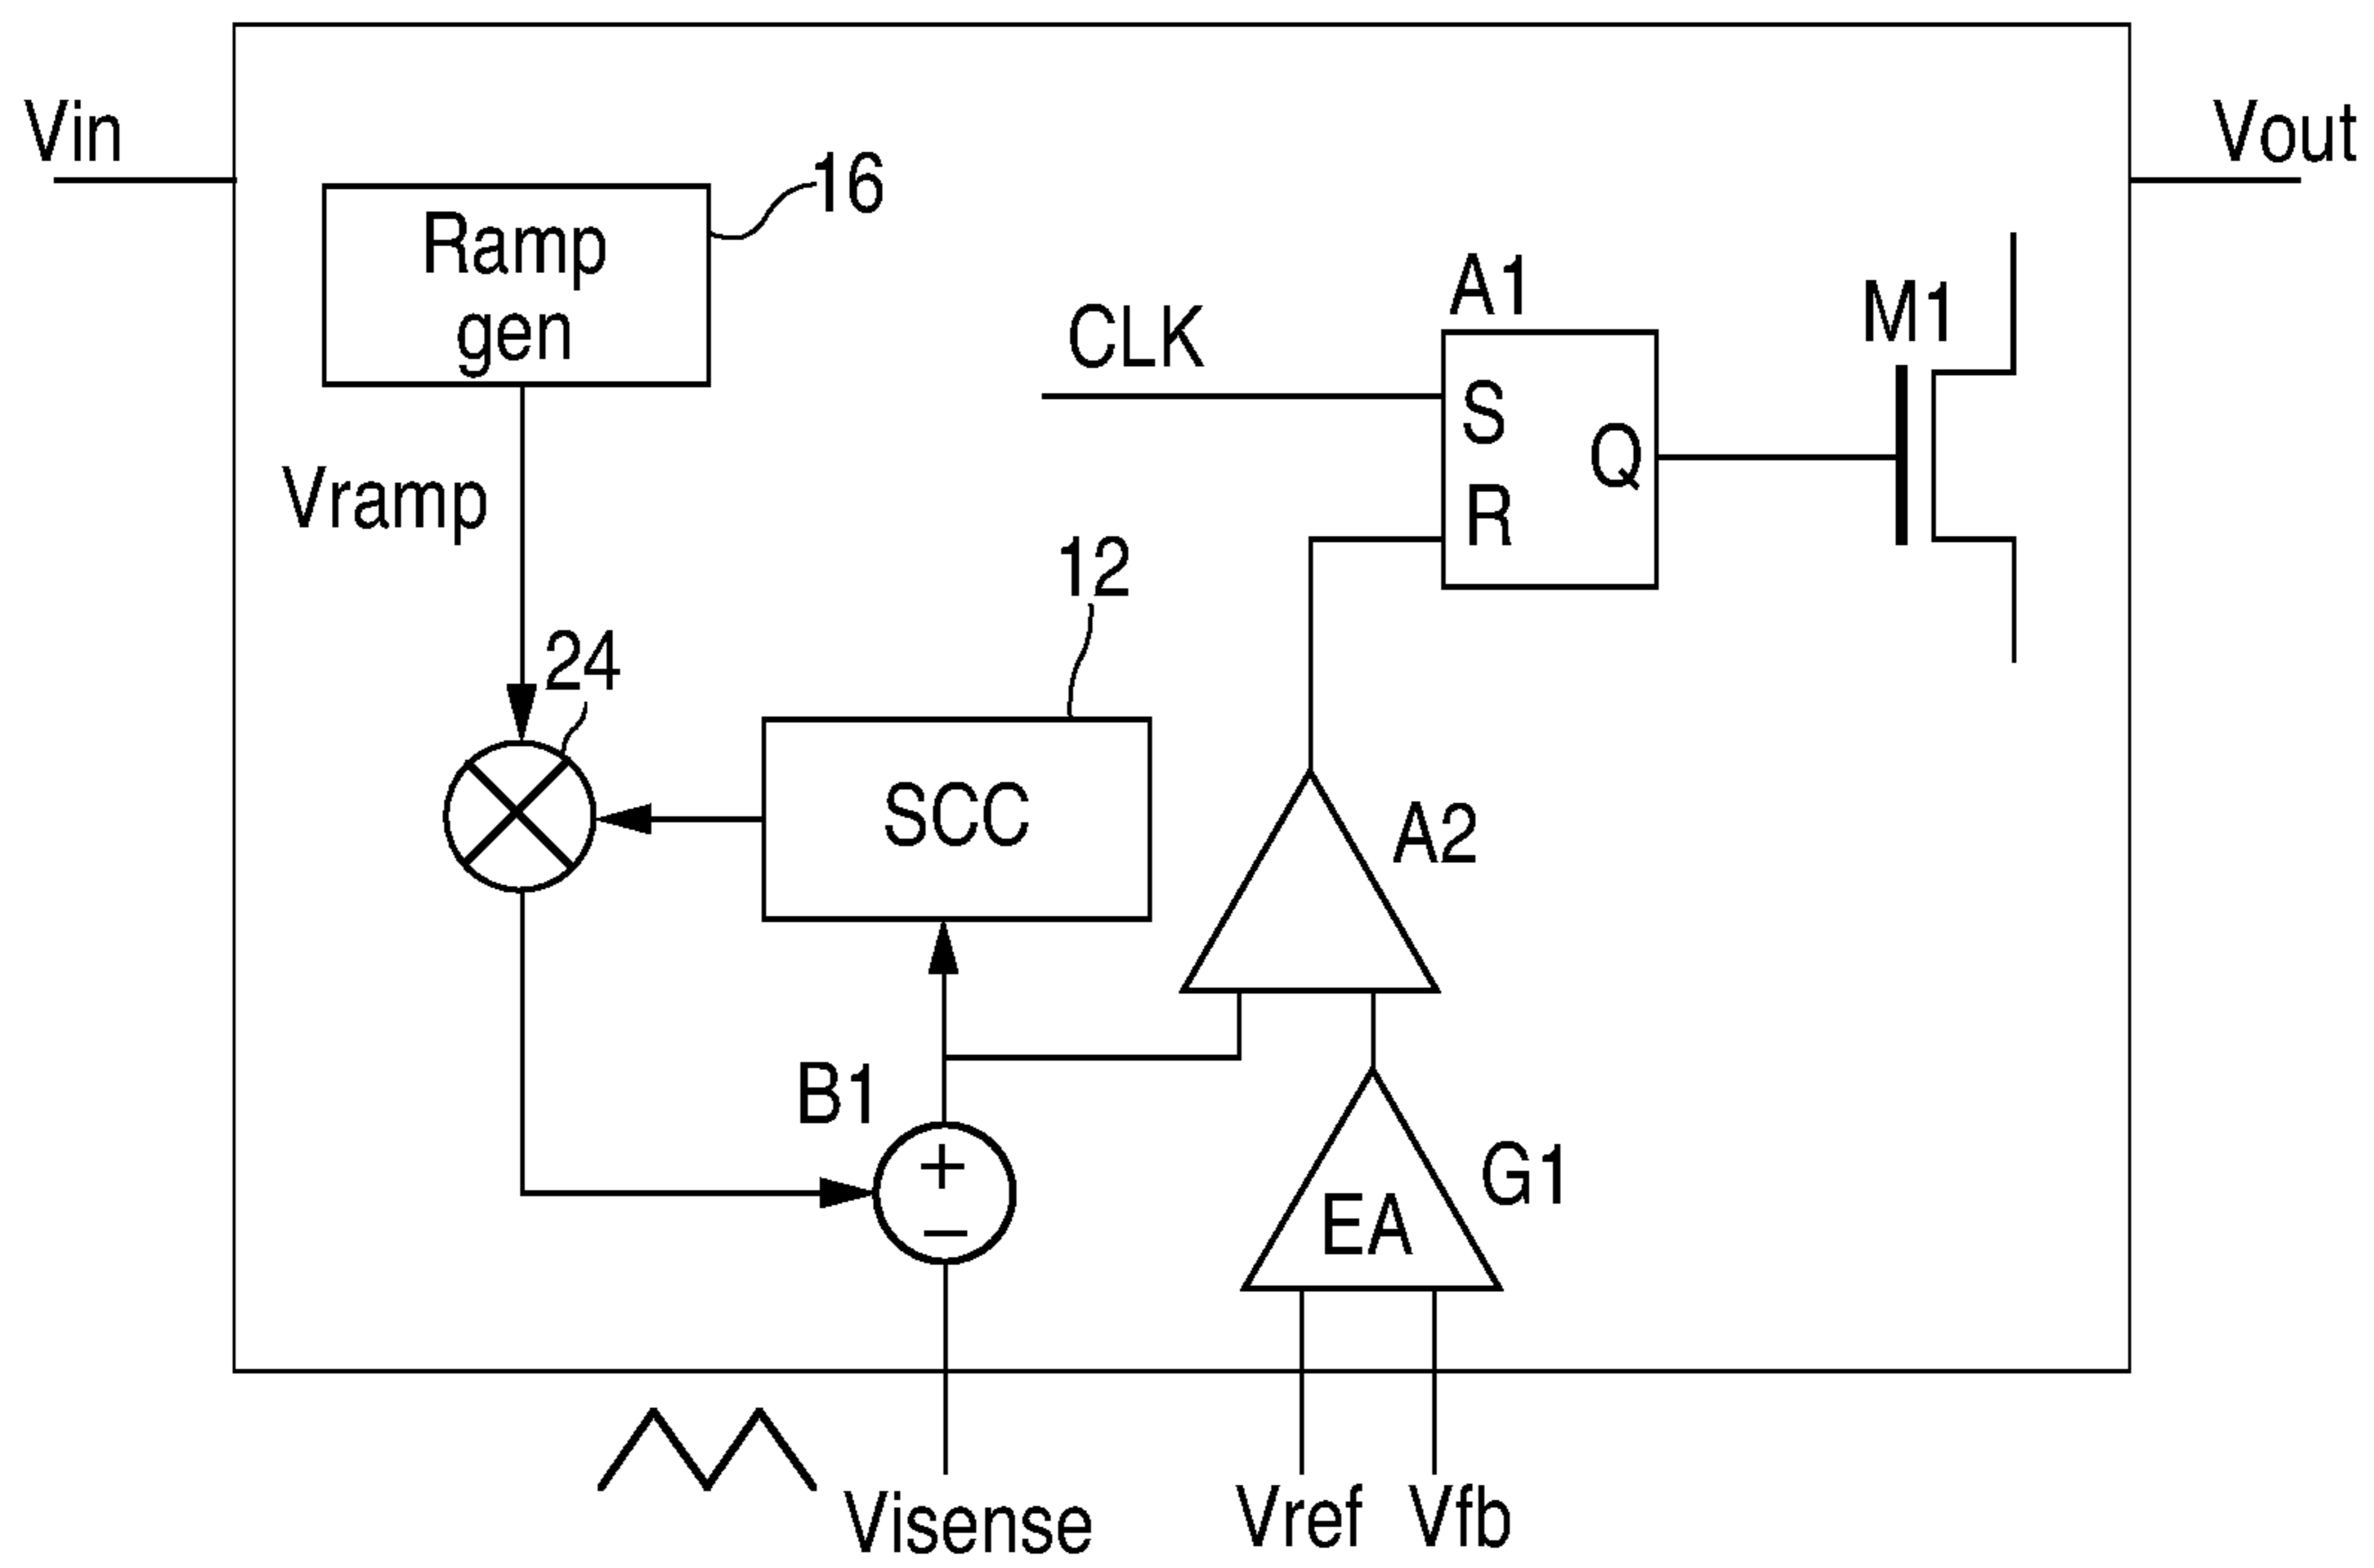 Vin
Vout
16
Ramp
gen
A1
M1
CLK
S
Q
R
Vramp
12
24
SCC
A2
B1
+
−
G1
EA
Visense
Vref
Vfb